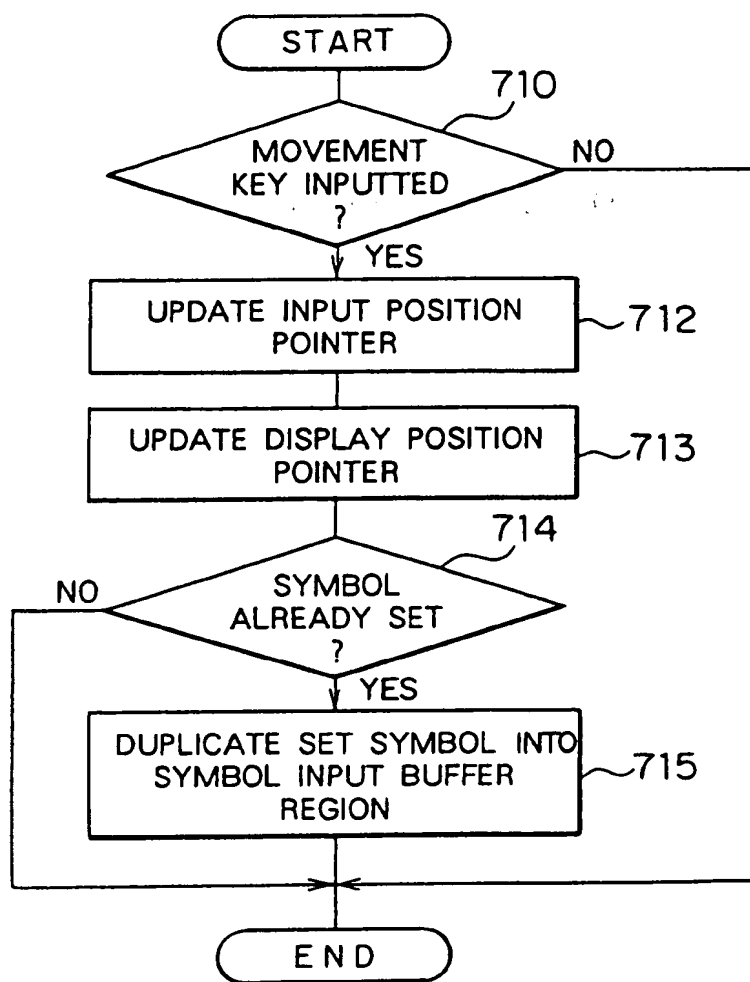 START
710
MOVEMENT
KEY INPUTTED
?
NO
YES
UPDATE INPUT POSITION
POINTER
712
UPDATE DISPLAY POSITION
POINTER
713
714
NO
SYMBOL
ALREADY SET
?
YES
DUPLICATE SET SYMBOL INTO
SYMBOL INPUT BUFFER
REGION
715
END